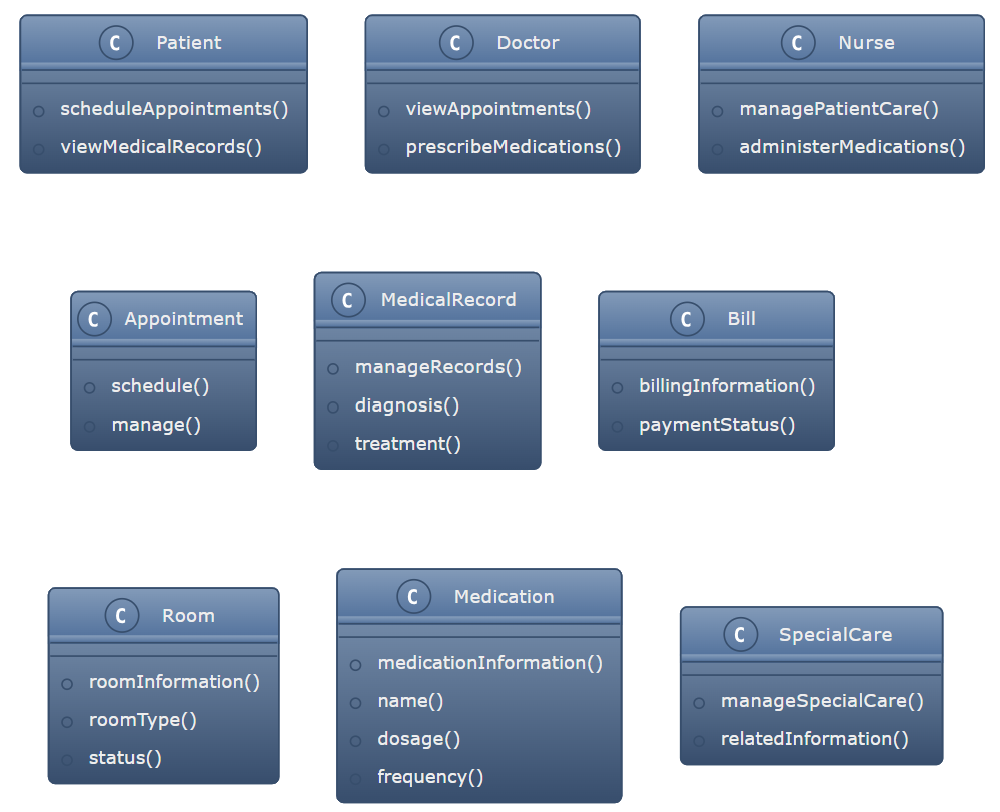 C Patient
scheduleAppointments()
viewMedicalRecords()
C Doctor
viewAppointments()
prescribeMedications()
C Nurse
managePatientCare()
administerMedications()
C Appointment
schedule()
manage()
C MedicalRecord
manageRecords()
diagnosis()
treatment()
C Bill
billingInformation()
paymentStatus()
C Room
roomInformation()
roomType()
status()
C Medication
medicationInformation()
name()
dosage()
frequency()
C SpecialCare
manageSpecialCare()
relatedInformation()